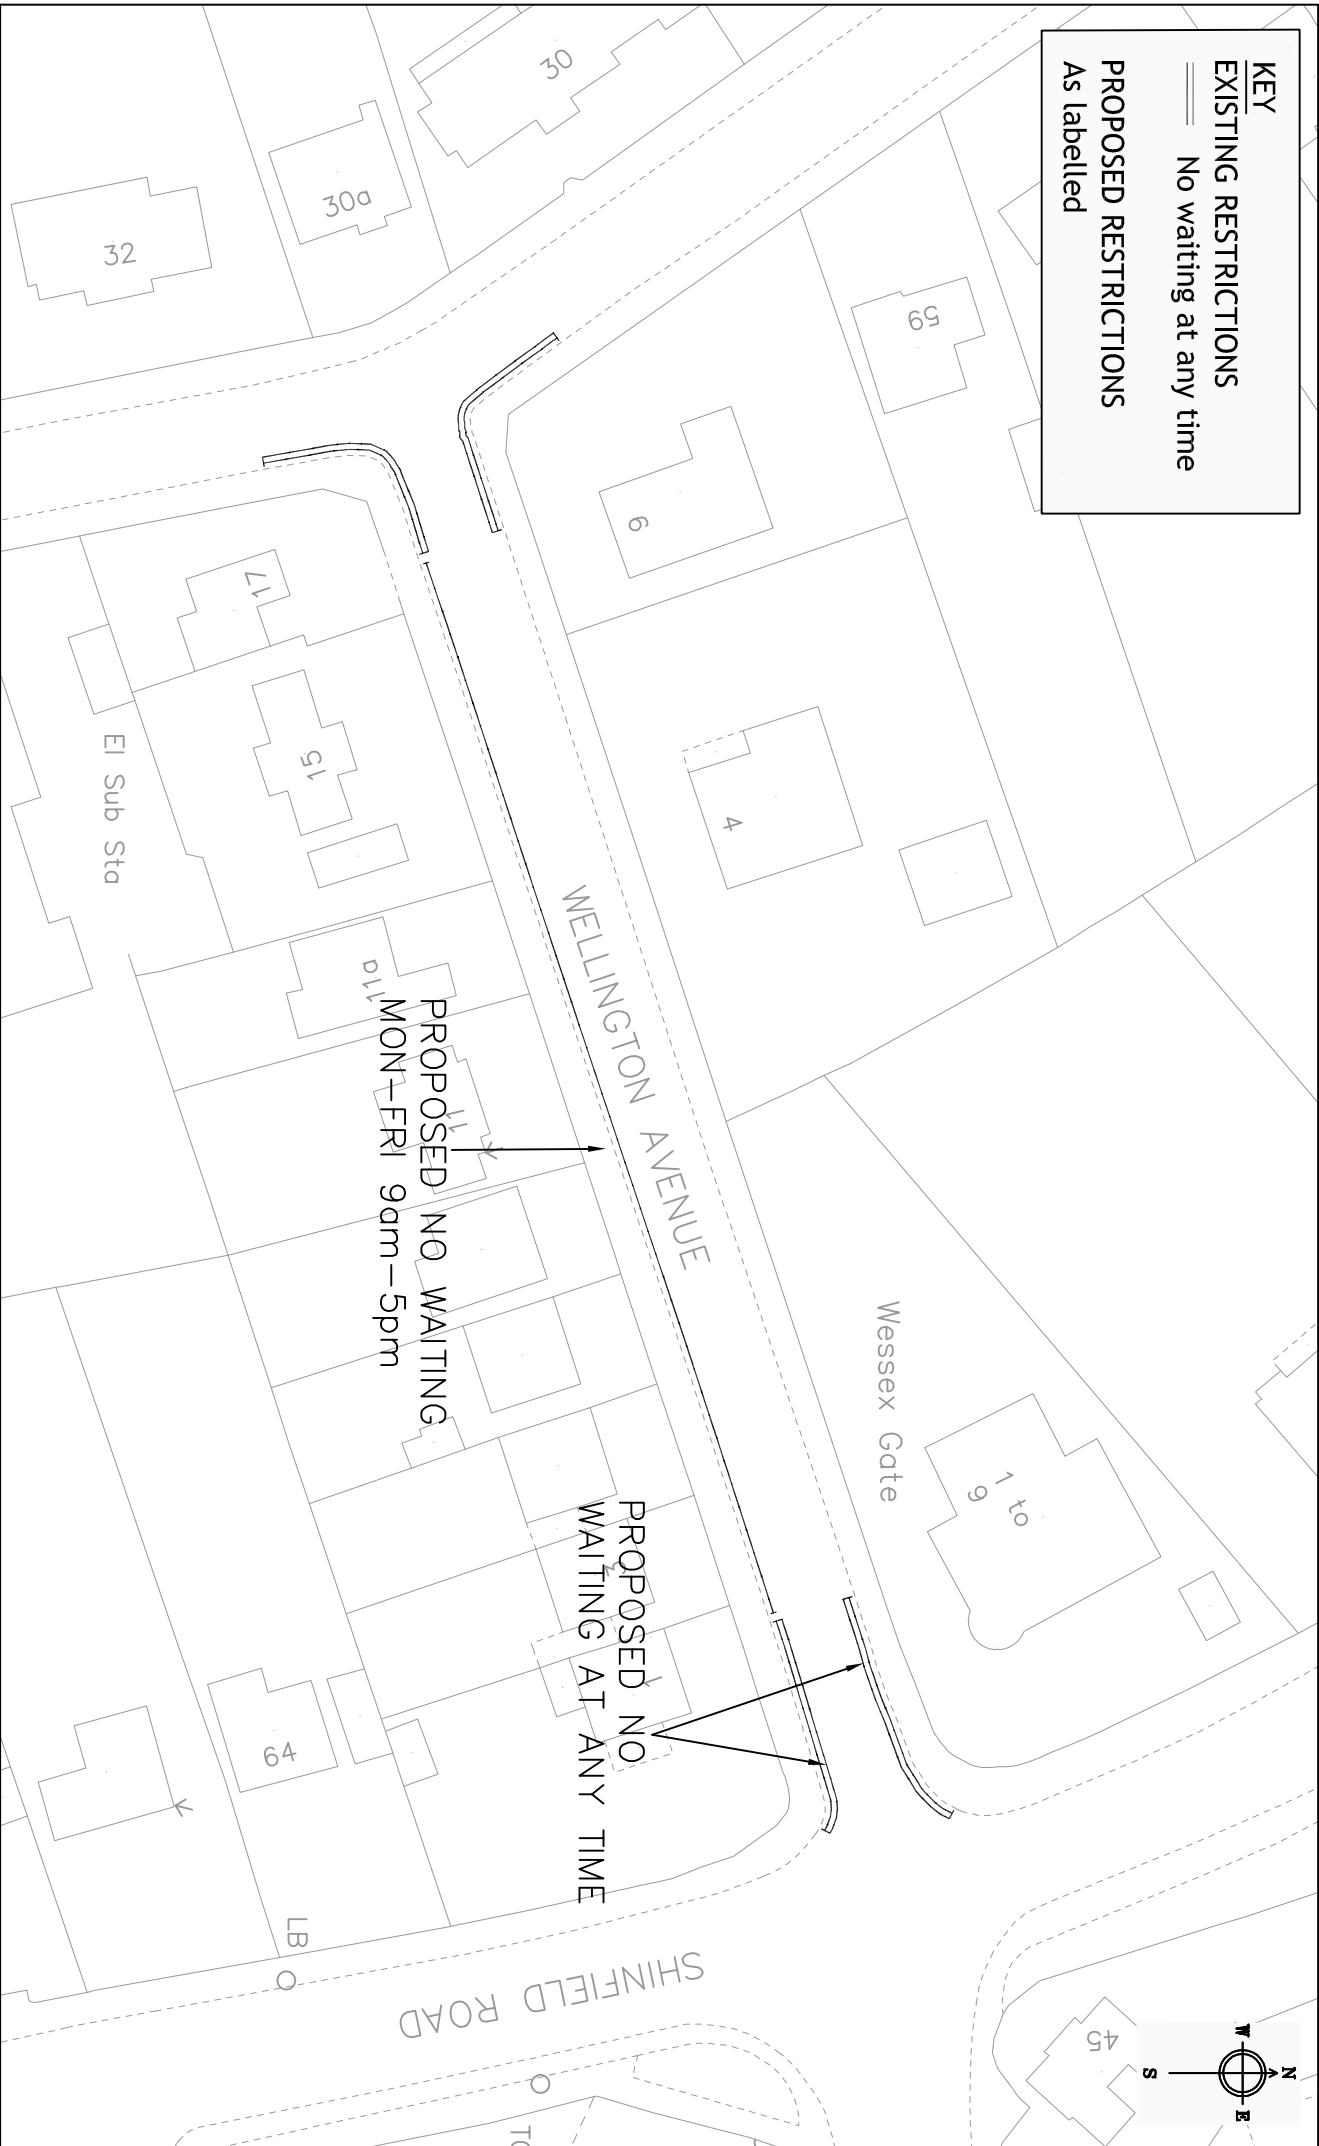 KEY
EXISTING RESTRICTIONS
No waiting at any time
PROPOSED RESTRICTIONS
As labelled
N
W
E
S
45
59
6
4
Wessex Gate
1 to
9
WELLINGTON AVENUE
30
30a
32
17
15
El Sub Sta
11a
11
PROPOSED NO WAITING
MON-FRI 9am-5pm
PROPOSED NO
WAITING AT ANY TIME
3
1
64
LB
SHINFIELD ROAD